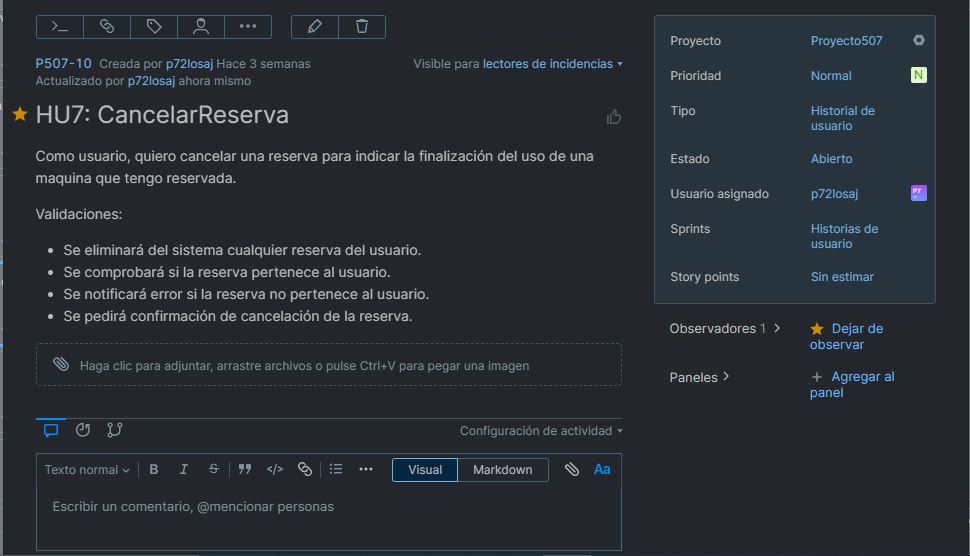 P507-10 Creada por p72losaj Hace 3 semanas
Visible para lectores de incidencias
Actualizado por p72losaj ahora mismo
HU7: CancelarReserva
Como usuario, quiero cancelar una reserva para indicar la finalización del uso de una
maquina que tengo reservada.
Validaciones:
• Se eliminará del sistema cualquier reserva del usuario.
• Se comprobará si la reserva pertenece al usuario.
• Se notificará error si la reserva no pertenece al usuario.
• Se pedirá confirmación de cancelación de la reserva.
Haga clic para adjuntar, arrastre archivos o pulse Ctrl+V para pegar una imagen
Configuración de actividad
Texto normal B I S Visual Markdown Aa
Escribir un comentario, @mencionar personas
Proyecto Proyecto507
Prioridad Normal N
Tipo Historial de
usuario
Estado Abierto
Usuario asignado p72losaj P7
Sprints Historias de
usuario
Story points Sin estimar
Observadores 1 Dejar de
observar
Paneles + Agregar al
panel